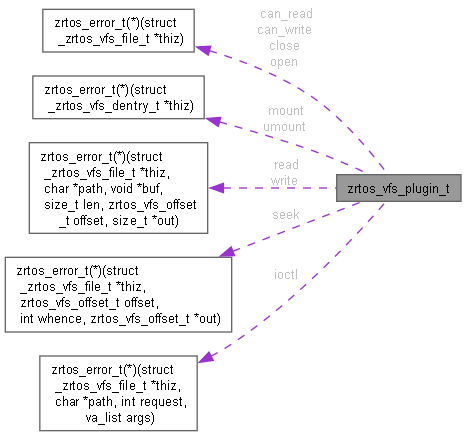 zrtos_error_t(*)(struct
_zrtos_vfs_file_t *thiz)
can_read
can_write
close
open
zrtos_error_t(*)(struct
_zrtos_vfs_dentry_t *thiz)
mount
umount
zrtos_error_t(*)(struct
_zrtos_vfs_file_t *thiz,
char *path, void *buf,
size_t len, zrtos_vfs_offset
_t offset, size_t *out)
read
write
zrtos_vfs_plugin_t
seek
zrtos_error_t(*)(struct
_zrtos_vfs_file_t *thiz,
zrtos_vfs_offset_t offset,
int whence, zrtos_vfs_offset_t *out)
ioctl
zrtos_error_t(*)(struct
_zrtos_vfs_file_t *thiz,
char *path, int request,
va_list args)